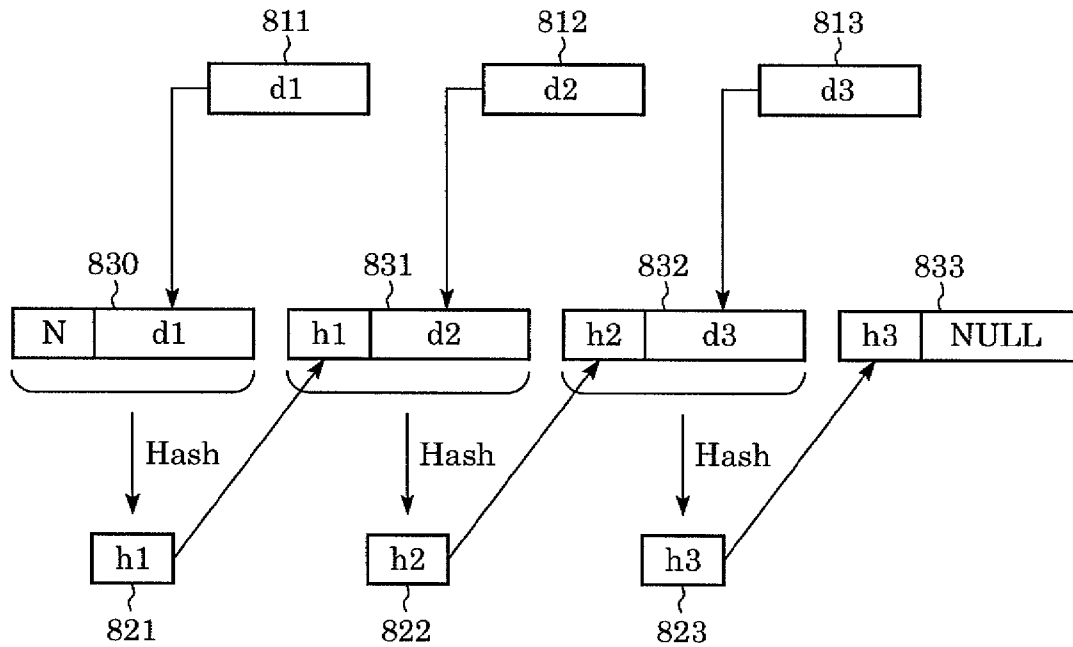 811 812 813
d1 d2 d3
830 831 832 833
N d1 h1 d2 h2 d3 h3 NULL
Hash Hash Hash
h1 h2 h3
821 822 823